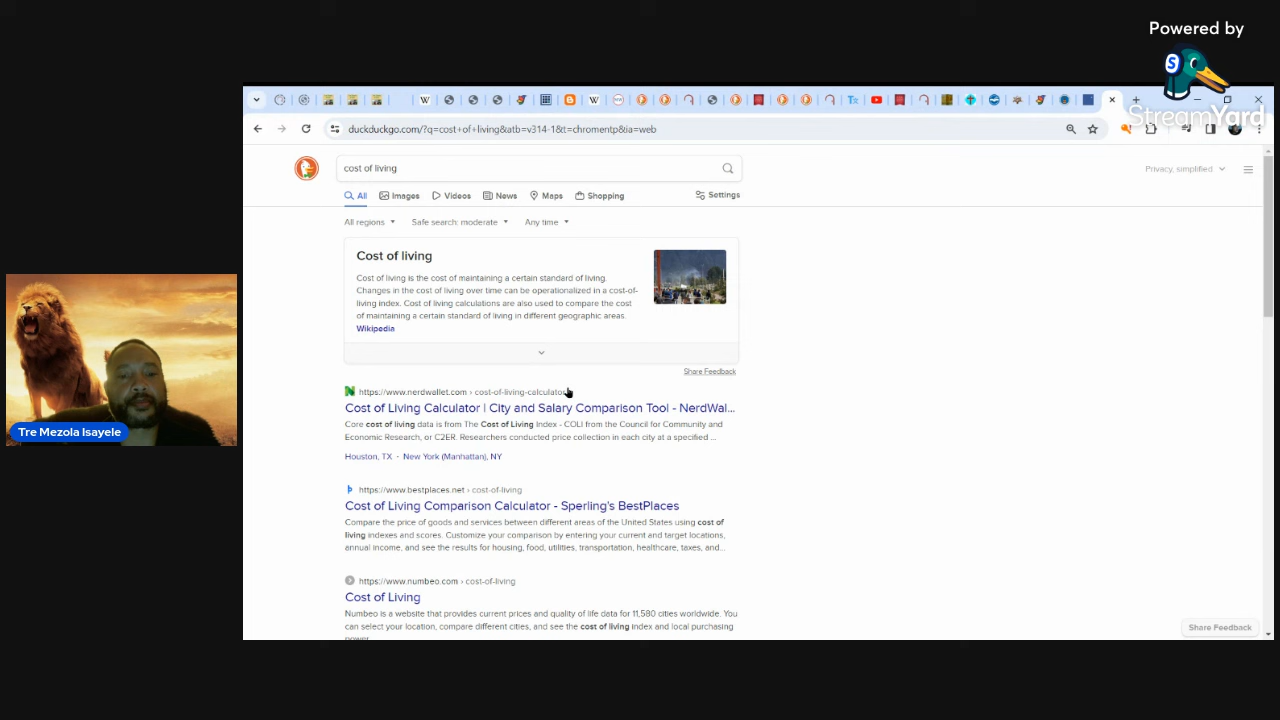 Powered by
StreamYard
duckduckgo.com/?q=cost+of+living&atb=v314-1&t=chromentp&ia=web
cost of living
Privacy, simplified
All Images Videos News Maps Shopping Settings
All regions Safe search: moderate Any time
Cost of living
Cost of living is the cost of maintaining a certain standard of living.
Changes in the cost of living over time can be operationalized in a cost-of-
living index. Cost of living calculations are also used to compare the cost
of maintaining a certain standard of living in different geographic areas.
Wikipedia
Share Feedback
https://www.nerdwallet.com › cost-of-living-calculator
Cost of Living Calculator | City and Salary Comparison Tool - NerdWal...
Core cost of living data is from The Cost of Living Index - COLI from the Council for Community and
Economic Research, or C2ER. Researchers conducted price collection in each city at a specified ...
Houston, TX - New York (Manhattan), NY
Tre Mezola Isayele
https://www.bestplaces.net › cost-of-living
Cost of Living Comparison Calculator - Sperling's BestPlaces
Compare the price of goods and services between different areas of the United States using cost of
living indexes and scores. Customize your comparison by entering your current and target locations,
annual income, and see the results for housing, food, utilities, transportation, healthcare, taxes, and...
https://www.numbeo.com › cost-of-living
Cost of Living
Numbeo is a website that provides current prices and quality of life data for 11,580 cities worldwide. You
can select your location, compare different cities, and see the cost of living index and local purchasing
power.
Share Feedback